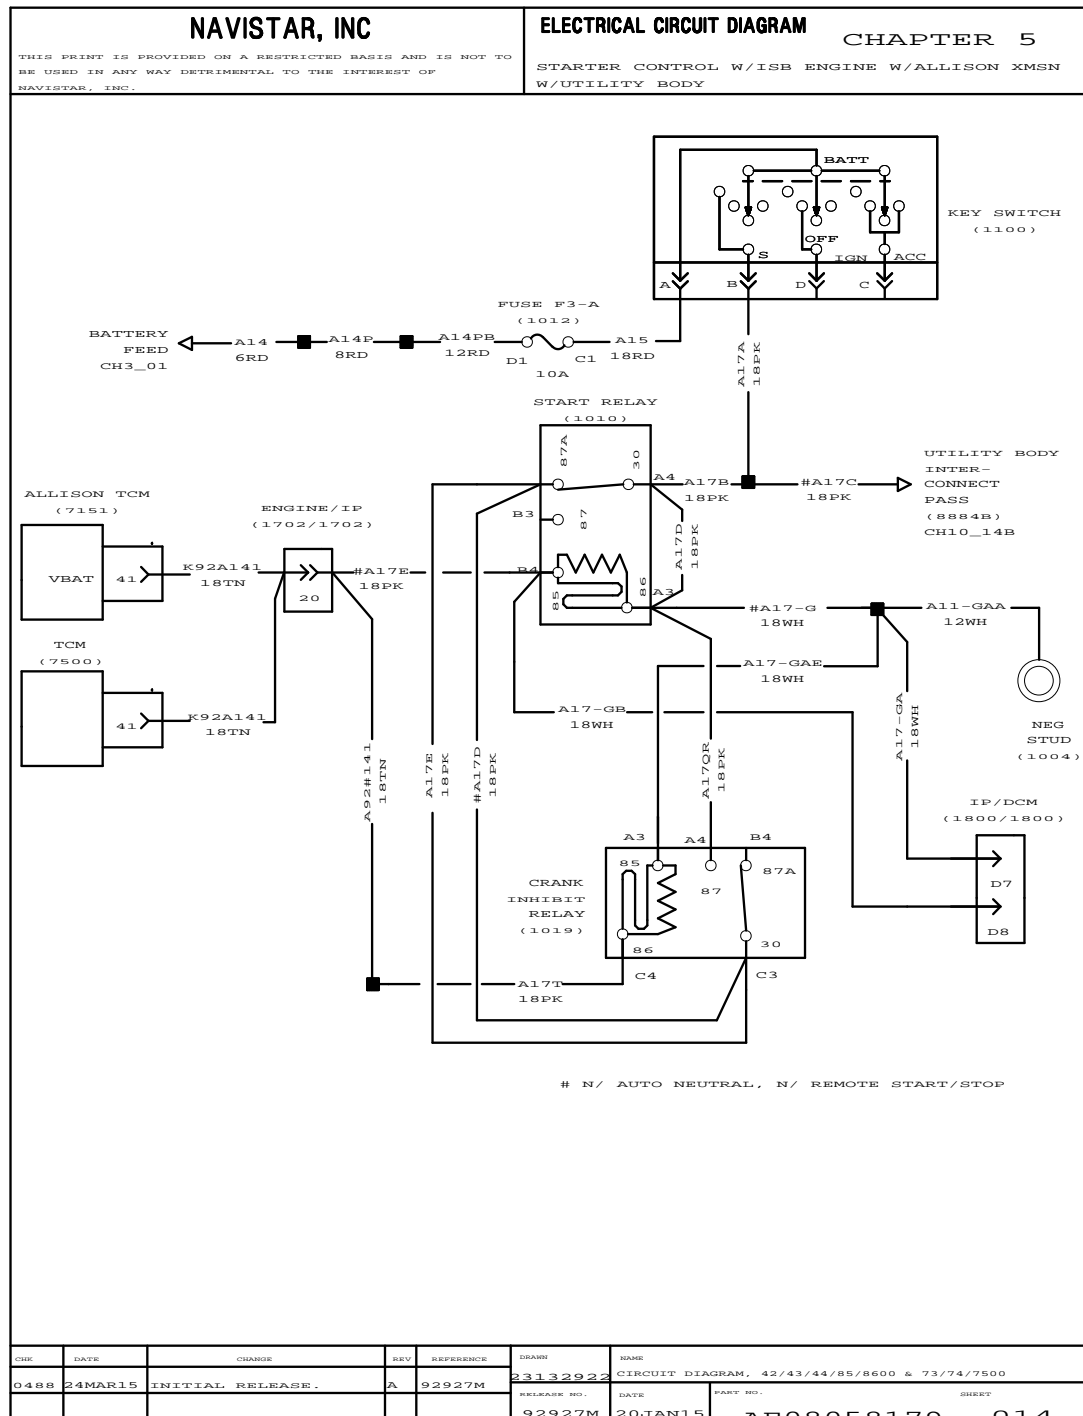 NAVISTAR, INC
THIS PRINT IS PROVIDED ON A RESTRICTED BASIS AND IS NOT TO
BE USED IN ANY WAY DETRIMENTAL TO THE INTEREST OF
NAVISTAR, INC.
ELECTRICAL CIRCUIT DIAGRAM
CHAPTER 5
STARTER CONTROL W/ISB ENGINE W/ALLISON XMSN
W/UTILITY BODY
BATT
OFF
S
IGN
ACC
A
B
D
C
KEY SWITCH
(1100)
FUSE F3-A
(1012)
BATTERY
FEED
CH3_01
A14
6RD
A14P
8RD
A14PB
12RD
D1
C1
10A
A15
18RD
A17A
18PK
START RELAY
(1010)
87A
30
A4
B3
87
B4
85
86
A3
A17B
18PK
#A17C
18PK
UTILITY BODY
INTER-
CONNECT
PASS
(8884B)
CH10_14B
A17D
18PK
ALLISON TCM
(7151)
VBAT
41
K92A141
18TN
ENGINE/IP
(1702/1702)
20
#A17E
18PK
TCM
(7500)
41
K92A141
18TN
#A17-G
18WH
A11-GAA
12WH
A17-GAE
18WH
A17-GB
18WH
A17-GA
18WH
NEG
STUD
(1004)
A92#141
18TN
A17E
18PK
#A17D
18PK
A17QR
18PK
IP/DCM
(1800/1800)
D7
D8
A3
A4
B4
85
87
87A
CRANK
INHIBIT
RELAY
(1019)
86
30
C4
C3
A17T
18PK
# N/ AUTO NEUTRAL, N/ REMOTE START/STOP
CHK
DATE
CHANGE
REV
REFERENCE
DRAWN
NAME
0488
24MAR15
INITIAL RELEASE.
A
92927M
23132922
CIRCUIT DIAGRAM, 42/43/44/85/8600 & 73/74/7500
RELEASE NO.
DATE
PART NO.
SHEET
92927M
20JAN15